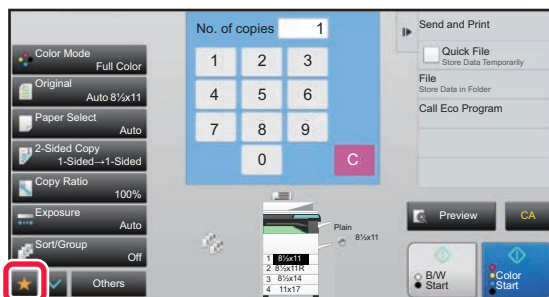 Color Mode
Full Color
Original
Auto 8½x11
Paper Select
Auto
2-Sided Copy
1-Sided→1-Sided
Copy Ratio
100%
Exposure
Auto
Sort/Group
Off
Others
No. of copies 1
1 2 3
4 5 6
7 8 9
0 C
Plain
8½x11
1 8½x11
2 8½x11R
3 8½x14
4 11x17
Send and Print
Quick File
Store Data Temporarily
File
Store Data in Folder
Call Eco Program
Preview
CA
B/W
Start
Color
Start